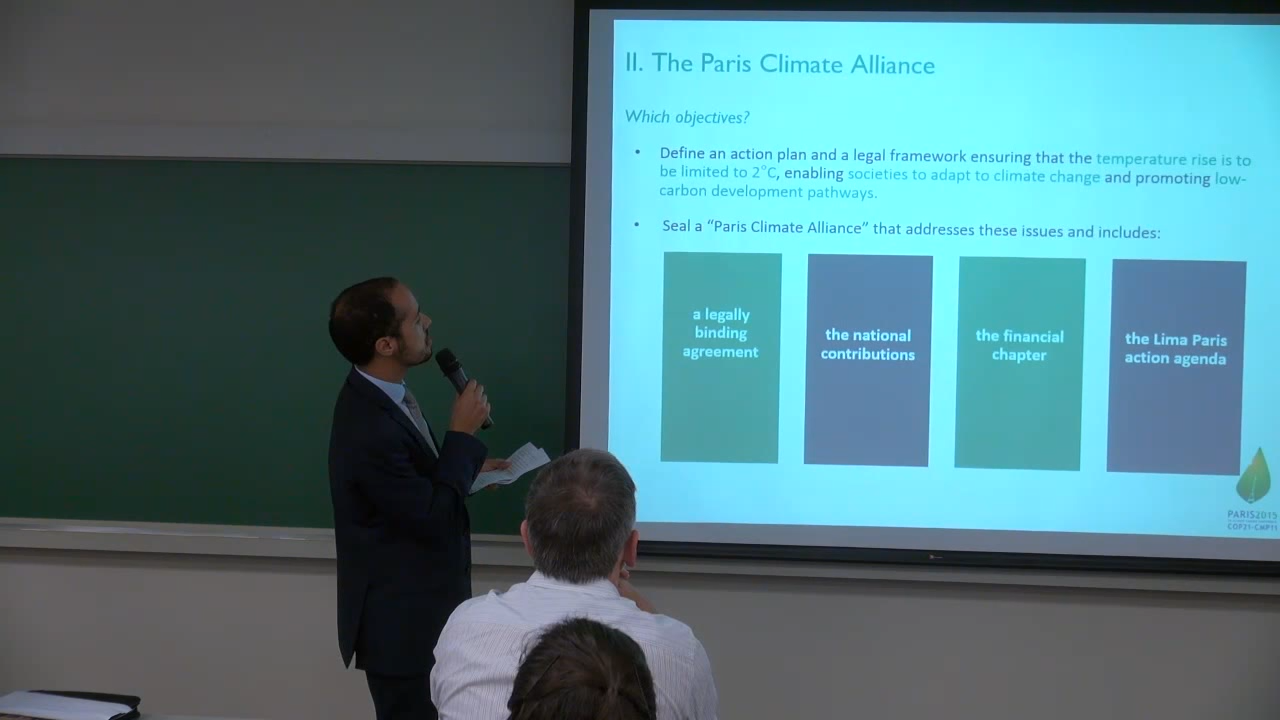 II. The Paris Climate Alliance
Which objectives?
• Define an action plan and a legal framework ensuring that the temperature rise is to
be limited to 2°C, enabling societies to adapt to climate change and promoting low-
carbon development pathways.
• Seal a “Paris Climate Alliance” that addresses these issues and includes:
a legally
binding
agreement
the national
contributions
the financial
chapter
the Lima Paris
action agenda
PARIS2015
COP21·CMP11